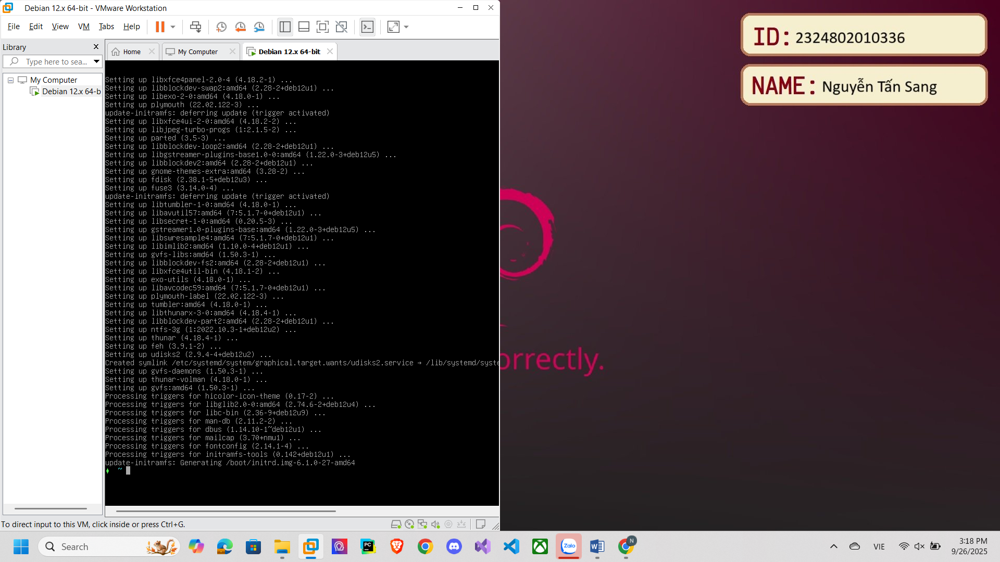 Debian 12.x 64-bit - VMware Workstation
File Edit View VM Tabs Help
Library
Type here to sea...
My Computer
Debian 12.x 64-b
Home
My Computer
Debian 12.x 64-bit
Setting up libxfce4panel-2.0-4 (4.18.2-1) ...
Setting up libblockdev-swap2:amd64 (2.28-2+deb12u1) ...
Setting up libexo-2-0:amd64 (4.18.0-1) ...
Setting up plymouth (22.02.122-3) ...
update-initramfs: deferring update (trigger activated)
Setting up libxfce4ui-2-0:amd64 (4.18.2-2) ...
Setting up libjpeg-turbo-progs (1:2.1.5-2) ...
Setting up parted (3.5-3) ...
Setting up libblockdev-loop2:amd64 (2.28-2+deb12u1) ...
Setting up libgstreamer-plugins-base1.0-0:amd64 (1.22.0-3+deb12u5) ...
Setting up libblockdev2:amd64 (2.28-2+deb12u1) ...
Setting up gnome-themes-extra:amd64 (3.28-2) ...
Setting up fdisk (2.38.1-5+deb12u3) ...
Setting up fuse3 (3.14.0-4) ...
update-initramfs: deferring update (trigger activated)
Setting up libtumbler-1-0:amd64 (4.18.0-1) ...
Setting up libavutil57:amd64 (7:5.1.7-0+deb12u1) ...
Setting up libsecret-1-0:amd64 (0.20.5-3) ...
Setting up gstreamer1.0-plugins-base:amd64 (1.22.0-3+deb12u5) ...
Setting up libswresample4:amd64 (7:5.1.7-0+deb12u1) ...
Setting up libimlib2:amd64 (1.10.0-4+deb12u1) ...
Setting up gvfs-libs:amd64 (1.50.3-1) ...
Setting up libblockdev-fs2:amd64 (2.28-2+deb12u1) ...
Setting up libxfce4util-bin (4.18.1-2) ...
Setting up exo-utils (4.18.0-1) ...
Setting up libavcodec59:amd64 (7:5.1.7-0+deb12u1) ...
Setting up plymouth-label (22.02.122-3) ...
Setting up tumbler:amd64 (4.18.0-1) ...
Setting up libthunarx-3-0:amd64 (4.18.4-1) ...
Setting up libblockdev-part2:amd64 (2.28-2+deb12u1) ...
Setting up ntfs-3g (1:2022.10.3-1+deb12u2) ...
Setting up thunar (4.18.4-1) ...
Setting up feh (3.9.1-2) ...
Setting up udisks2 (2.9.4-4+deb12u2) ...
Created symlink /etc/systemd/system/graphical.target.wants/udisks2.service → /lib/systemd/syste
Setting up gvfs-daemons (1.50.3-1) ...
Setting up thunar-volman (4.18.0-1) ...
Setting up gvfs:amd64 (1.50.3-1) ...
Processing triggers for hicolor-icon-theme (0.17-2) ...
Processing triggers for libglib2.0-0:amd64 (2.74.6-2+deb12u4) ...
Processing triggers for libc-bin (2.36-9+deb12u9) ...
Processing triggers for man-db (2.11.2-2) ...
Processing triggers for dbus (1.14.10-1~deb12u1) ...
Processing triggers for mailcap (3.70+nmu1) ...
Processing triggers for fontconfig (2.14.1-4) ...
Processing triggers for initramfs-tools (0.142+deb12u1) ...
update-initramfs: Generating /boot/initrd.img-6.1.0-27-amd64
♦ ~
To direct input to this VM, click inside or press Ctrl+G.
ID: 2324802010336
NAME: Nguyễn Tấn Sang
orrectly.
Search
PC
Zalo
N
VIE
3:18 PM
9/26/2025